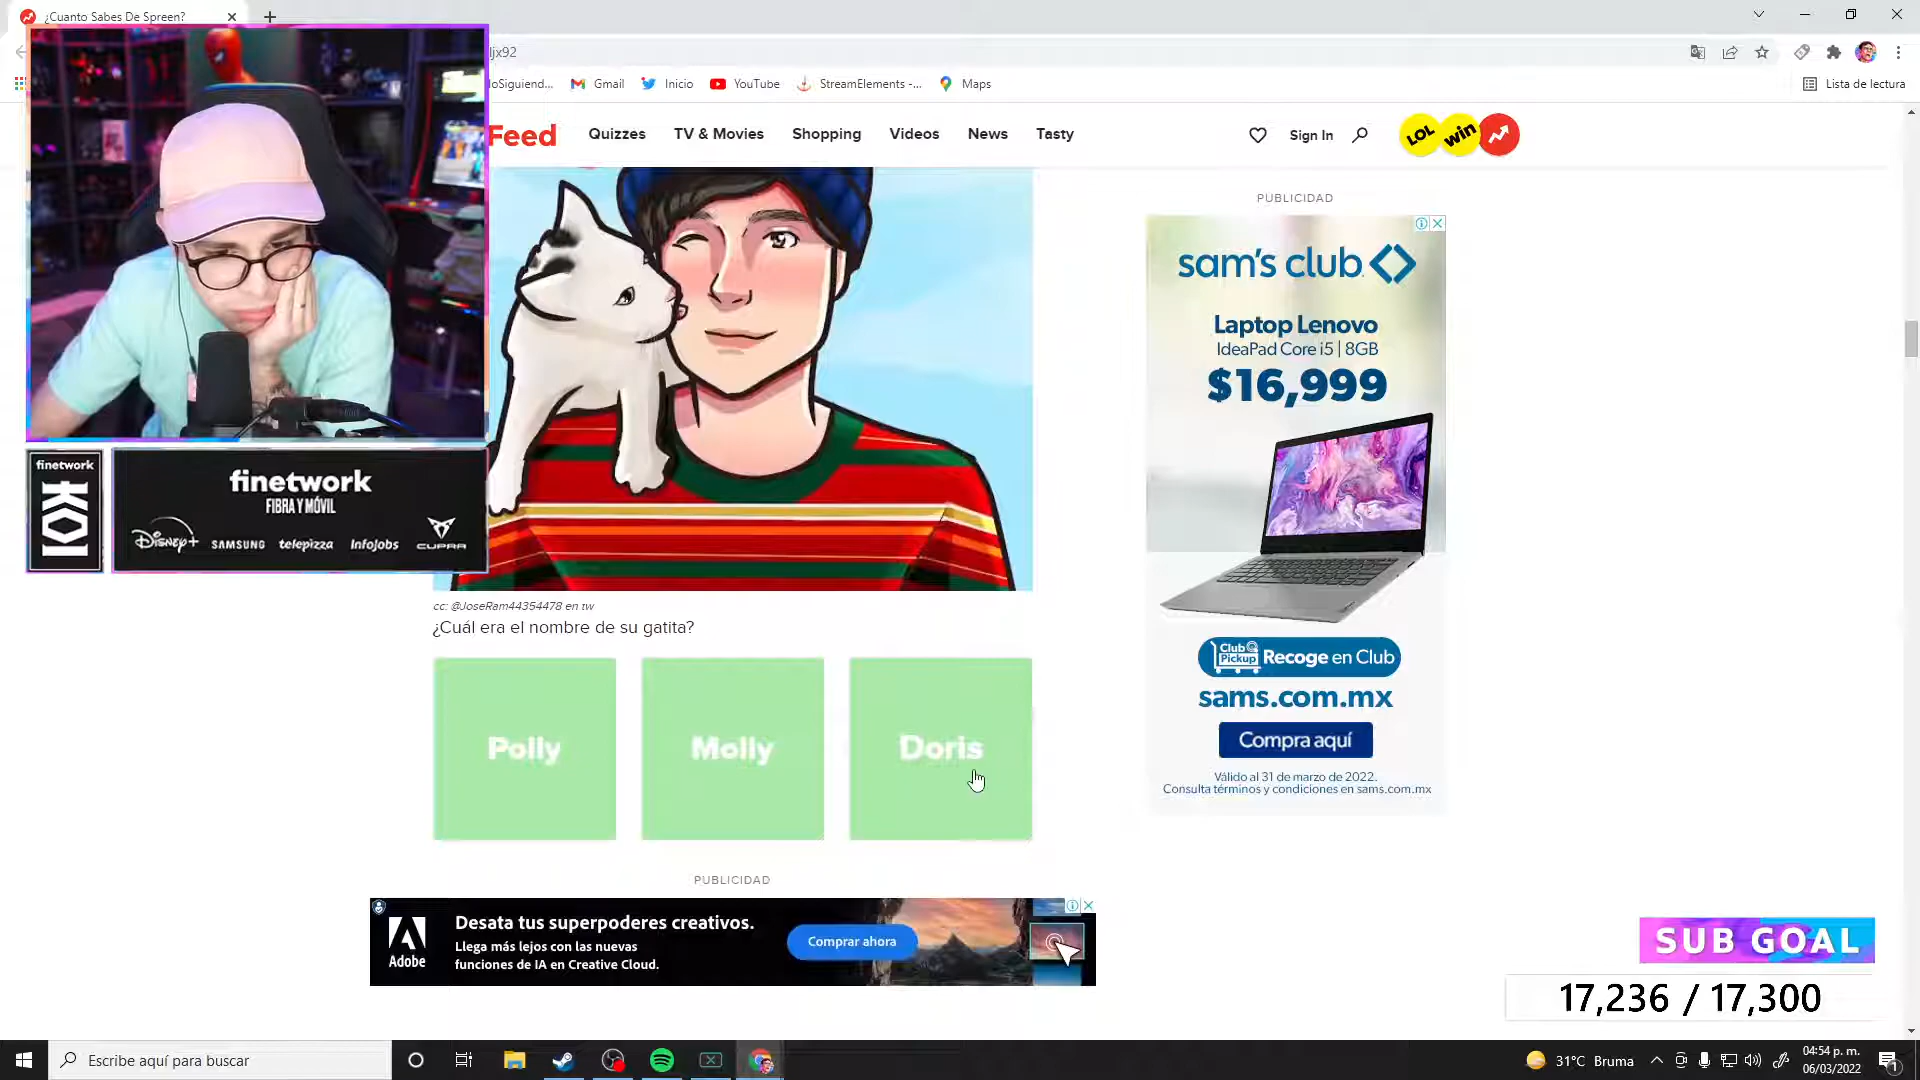 ¿Cuanto Sabes De Spreen?
ljx92
oSiguiend...
Gmail
Inicio
YouTube
StreamElements -...
Maps
Lista de lectura
Feed
Quizzes
TV & Movies
Shopping
Videos
News
Tasty
Sign In
LOL
win
PUBLICIDAD
sam's club
Laptop Lenovo
IdeaPad Core i5 | 8GB
$16,999
Club Pickup
Recoge en Club
sams.com.mx
Compra aquí
Válido al 31 de marzo de 2022.
Consulta términos y condiciones en sams.com.mx
finetwork
KOI
finetwork
FIBRA Y MÓVIL
Disney+
SAMSUNG
telepizza
InfoJobs
CUPRA
cc: @JoseRam44354478 en tw
¿Cuál era el nombre de su gatita?
Polly
Molly
Doris
PUBLICIDAD
Adobe
Desata tus superpoderes creativos.
Llega más lejos con las nuevas
funciones de IA en Creative Cloud.
Comprar ahora
SUB GOAL
17,236 / 17,300
Escribe aquí para buscar
31°C Bruma
04:54 p. m.
06/03/2022
1